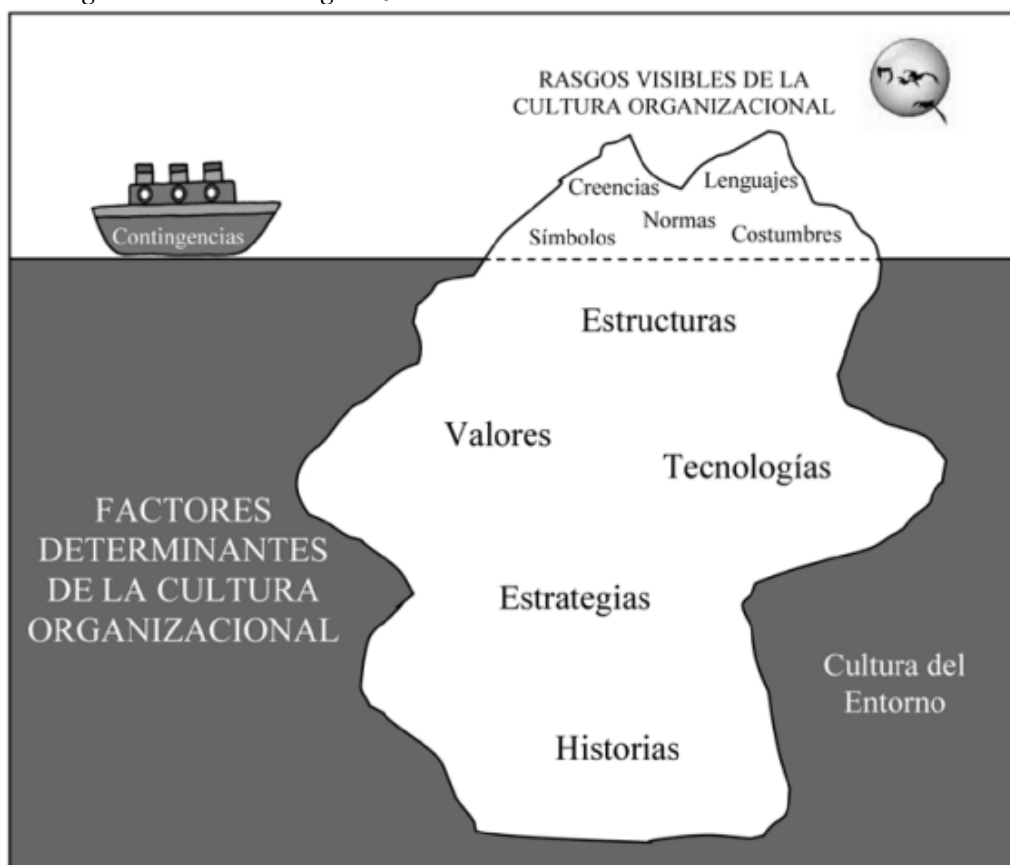 RASGOS VISIBLES DE LA
CULTURA ORGANIZACIONAL
Creencias
Lenguajes
Normas
Símbolos
Costumbres
Contingencias
Estructuras
Valores
Tecnologías
FACTORES
DETERMINANTES
DE LA CULTURA
ORGANIZACIONAL
Estrategias
Cultura del
Entorno
Historias